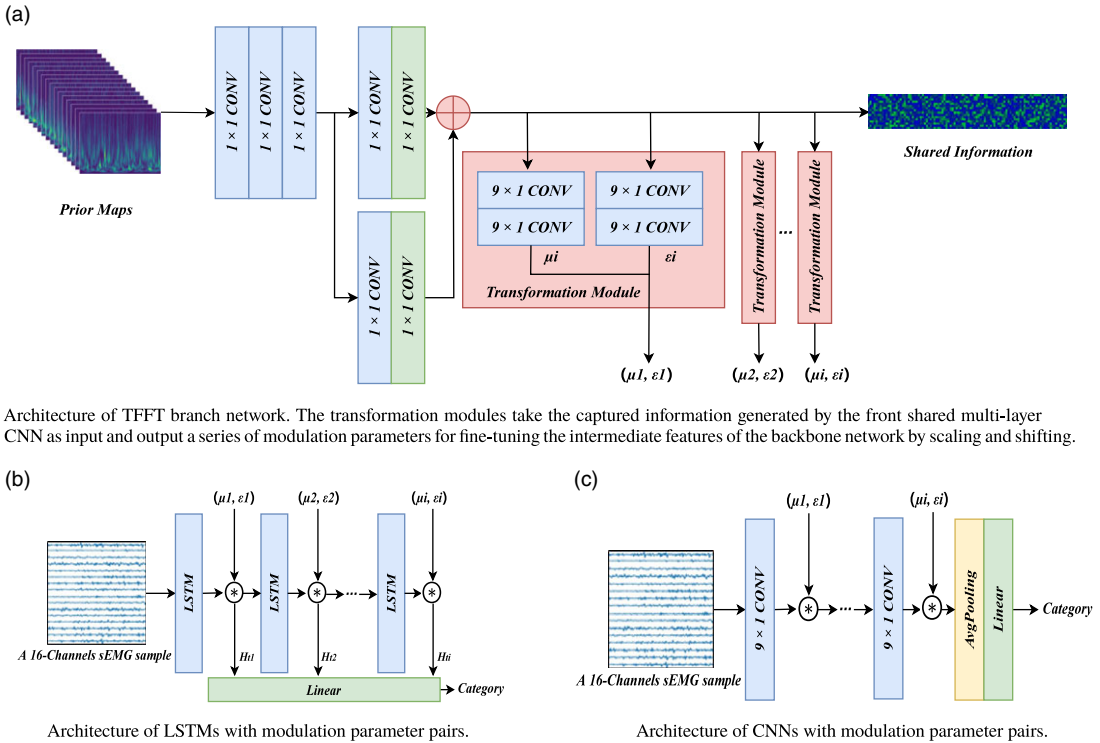 (a)
1 × 1 CONV
1 × 1 CONV
1 × 1 CONV
1 × 1 CONV
1 × 1 CONV
Prior Maps
Shared Information
9 × 1 CONV
9 × 1 CONV
9 × 1 CONV
9 × 1 CONV
μi
εi
Transformation Module
Transformation Module
...
Transformation Module
1 × 1 CONV
1 × 1 CONV
(μ1, ε1)
(μ2, ε2)
(μi, εi)
Architecture of TFFT branch network. The transformation modules take the captured information generated by the front shared multi-layer
CNN as input and output a series of modulation parameters for fine-tuning the intermediate features of the backbone network by scaling and shifting.
(b)
(μ1, ε1)
(μ2, ε2)
(μi, εi)
LSTM
*
LSTM
*
...
LSTM
*
A 16-Channels sEMG sample
Ht1
Ht2
Hti
Linear
Category
Architecture of LSTMs with modulation parameter pairs.
(c)
(μ1, ε1)
(μi, εi)
9 × 1 CONV
*
...
9 × 1 CONV
*
AvgPooling
Linear
Category
A 16-Channels sEMG sample
Architecture of CNNs with modulation parameter pairs.